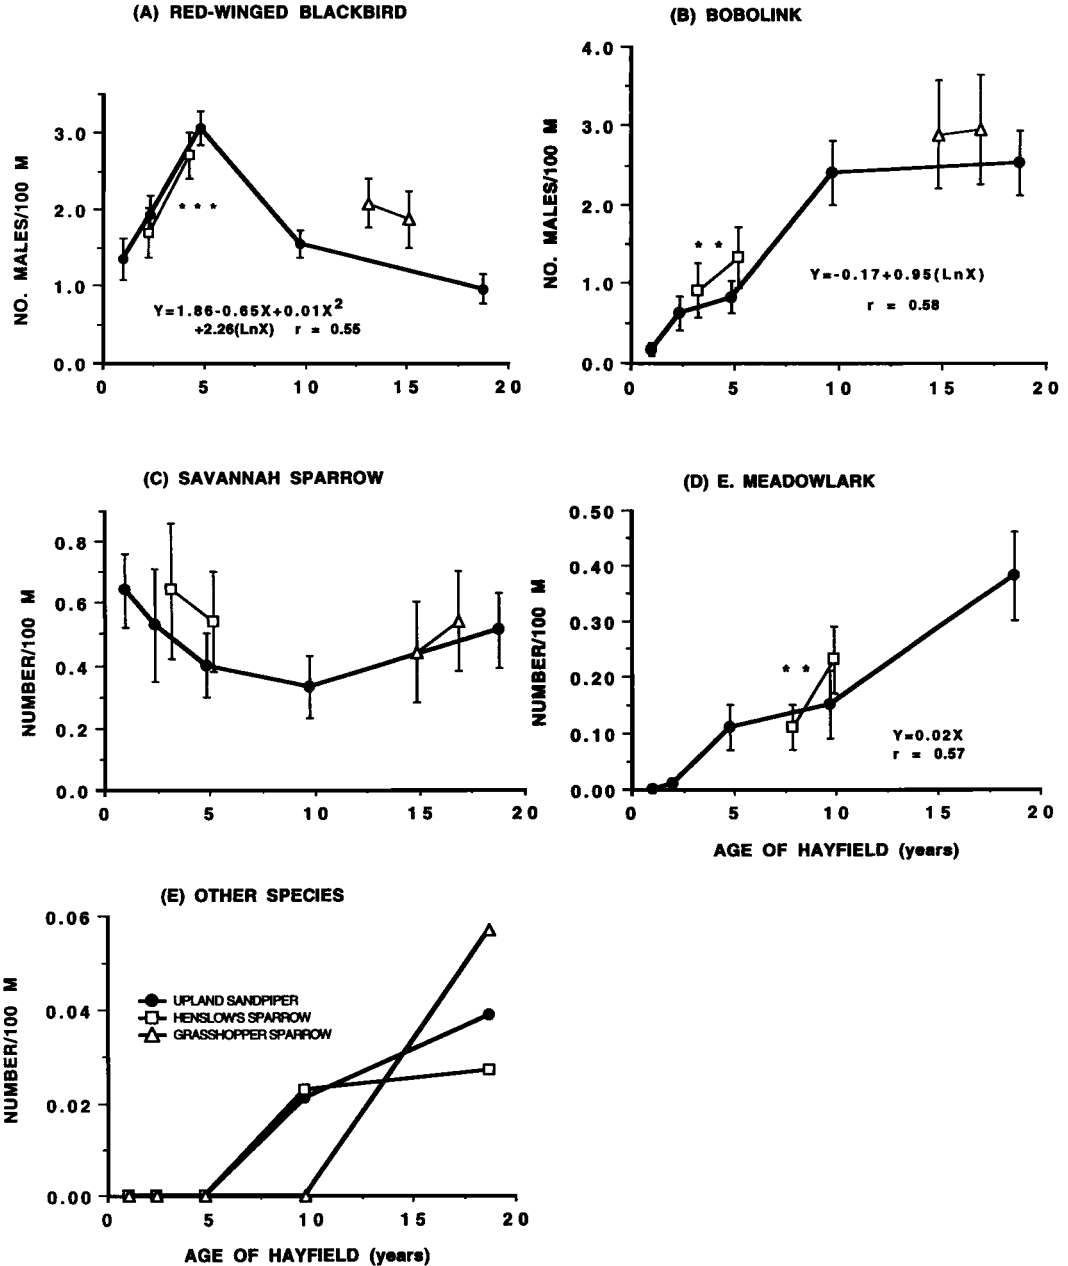 (A) RED-WINGED BLACKBIRD
NO. MALES/100 M
3.0
2.0
1.0
0.0
* * *
Y=1.86-0.65X+0.01X2
+2.26(LnX) r = 0.55
0 5 10 15 20
(B) BOBOLINK
NO. MALES/100 M
4.0
3.0
2.0
1.0
0.0
* *
Y=-0.17+0.95(LnX)
r = 0.58
0 5 10 15 20
(C) SAVANNAH SPARROW
NUMBER/100 M
0.8
0.6
0.4
0.2
0.0
0 5 10 15 20
(D) E. MEADOWLARK
NUMBER/100 M
0.50
0.40
0.30
0.20
0.10
0.00
* *
Y=0.02X
r = 0.57
0 5 10 15 20
AGE OF HAYFIELD (years)
(E) OTHER SPECIES
NUMBER/100 M
0.06
0.04
0.02
0.00
UPLAND SANDPIPER
HENSLOW'S SPARROW
GRASSHOPPER SPARROW
0 5 10 15 20
AGE OF HAYFIELD (years)